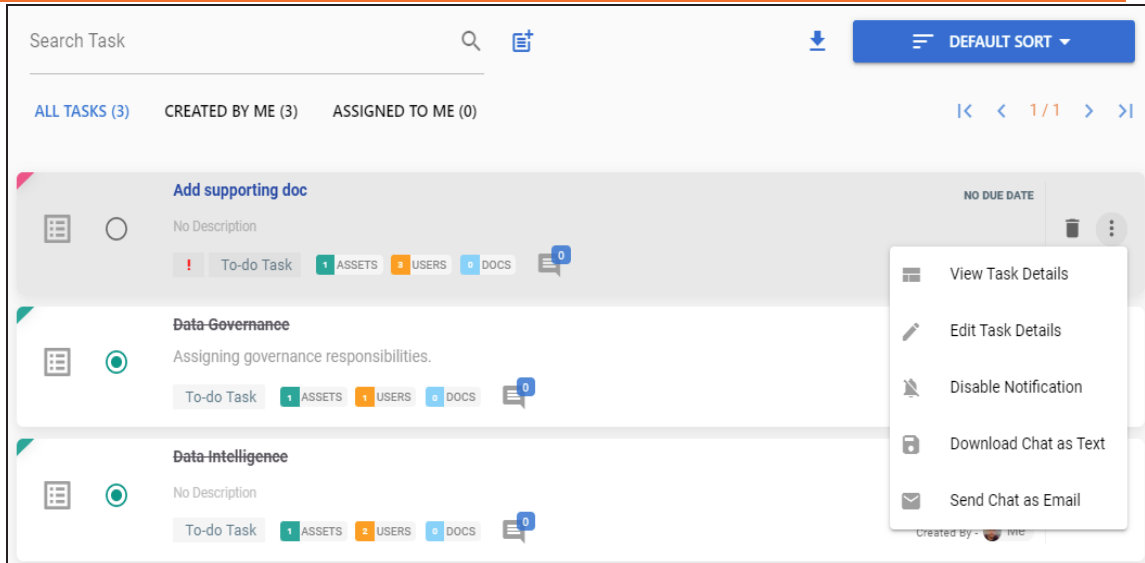 Search Task
DEFAULT SORT
ALL TASKS (3) CREATED BY ME (3) ASSIGNED TO ME (0)
1 / 1
Add supporting doc
NO DUE DATE
No Description
! To-do Task 1 ASSETS 3 USERS 0 DOCS 0
View Task Details
Edit Task Details
Disable Notification
Download Chat as Text
Send Chat as Email
Data Governance
Assigning governance responsibilities.
To-do Task 1 ASSETS 1 USERS 0 DOCS 0
Data Intelligence
No Description
To-do Task 1 ASSETS 2 USERS 0 DOCS 0
Created By - Me